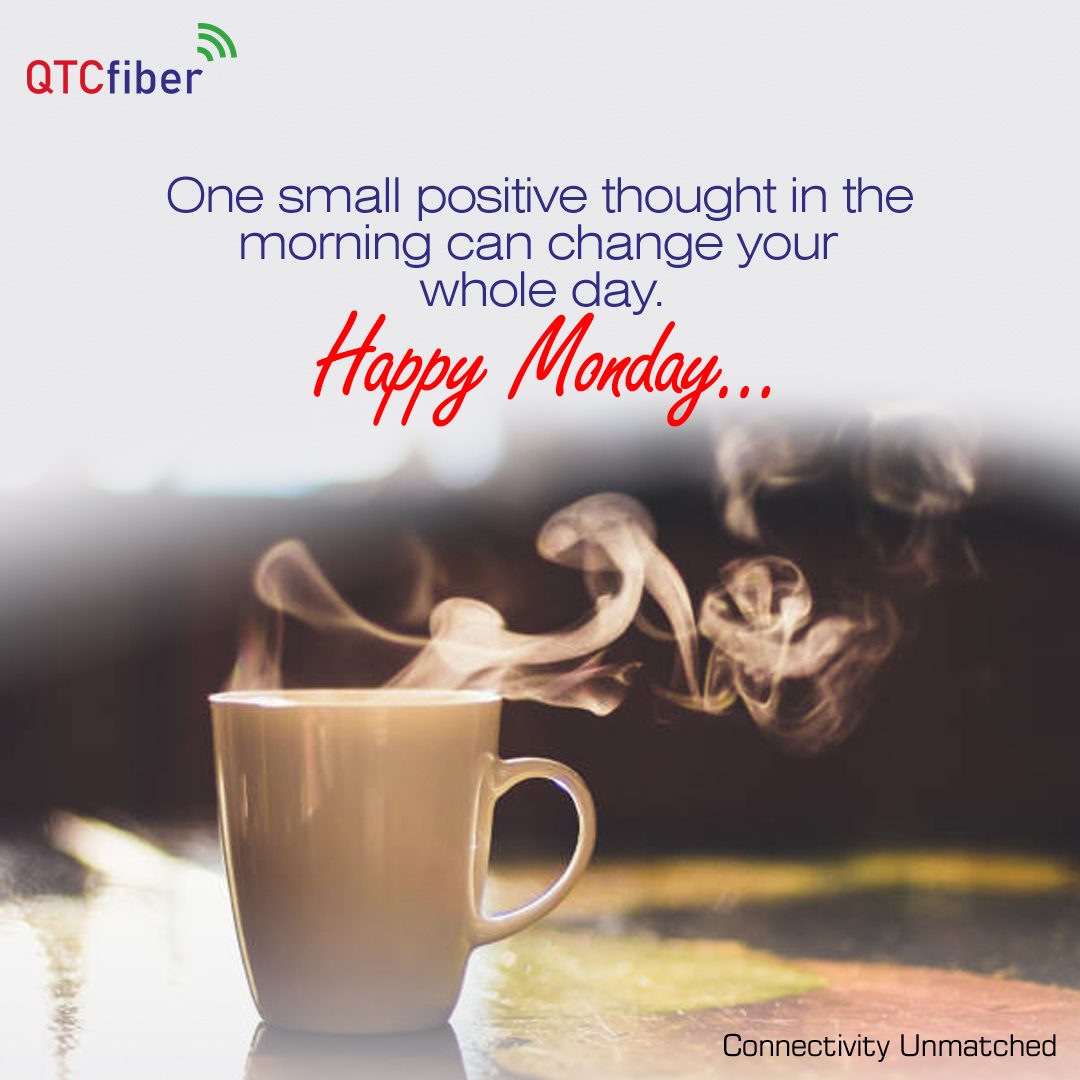 QTCfiber
One small positive thought in the
morning can change your
whole day.
Happy Monday...
Connectivity Unmatched